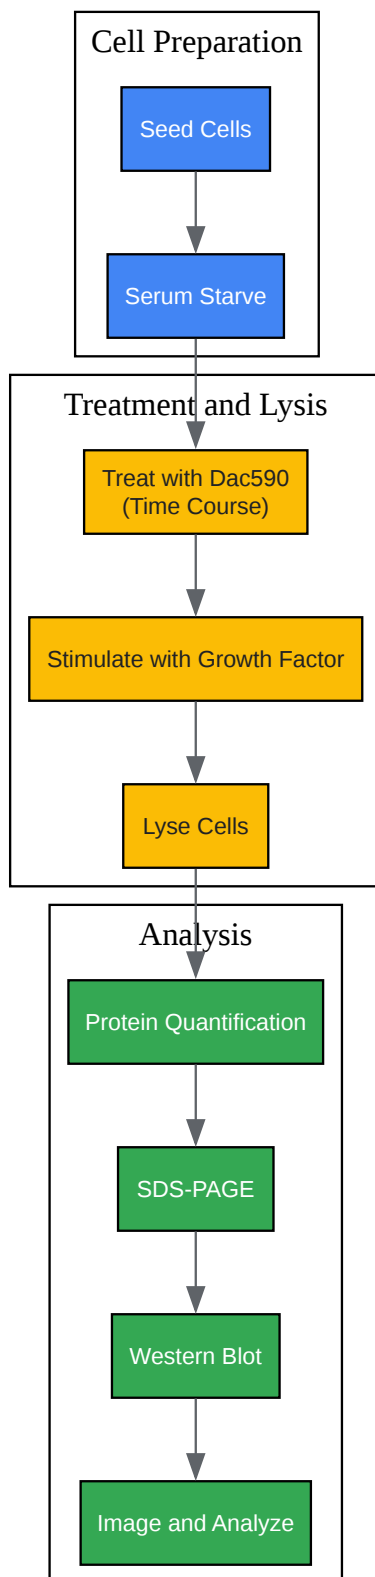 Cell Preparation
Seed Cells
Serum Starve
Treatment and Lysis
Treat with Dac590
(Time Course)
Stimulate with Growth Factor
Lyse Cells
Analysis
Protein Quantification
SDS-PAGE
Western Blot
Image and Analyze